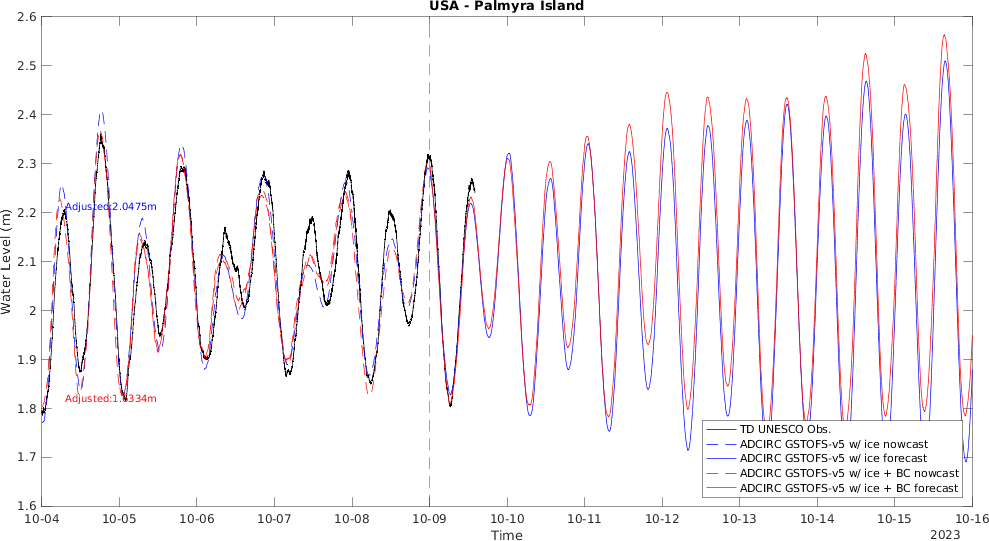 USA - Palmyra Island
2.6
2.5
2.4
2.3
2.2
2.1
2
1.9
1.8
1.7
1.6
Water Level (m)
Adjusted:2.0475m
TD UNESCO Obs.
ADCIRC GSTOFS-v5 w/ ice nowcast
ADCIRC GSTOFS-v5 w/ ice forecast
ADCIRC GSTOFS-v5 w/ ice + BC nowcast
ADCIRC GSTOFS-v5 w/ ice + BC forecast
10-04 10-05 10-06 10-07 10-08 10-09 10-10 10-11 10-12 10-13 10-14 10-15 10-16
Time
2023